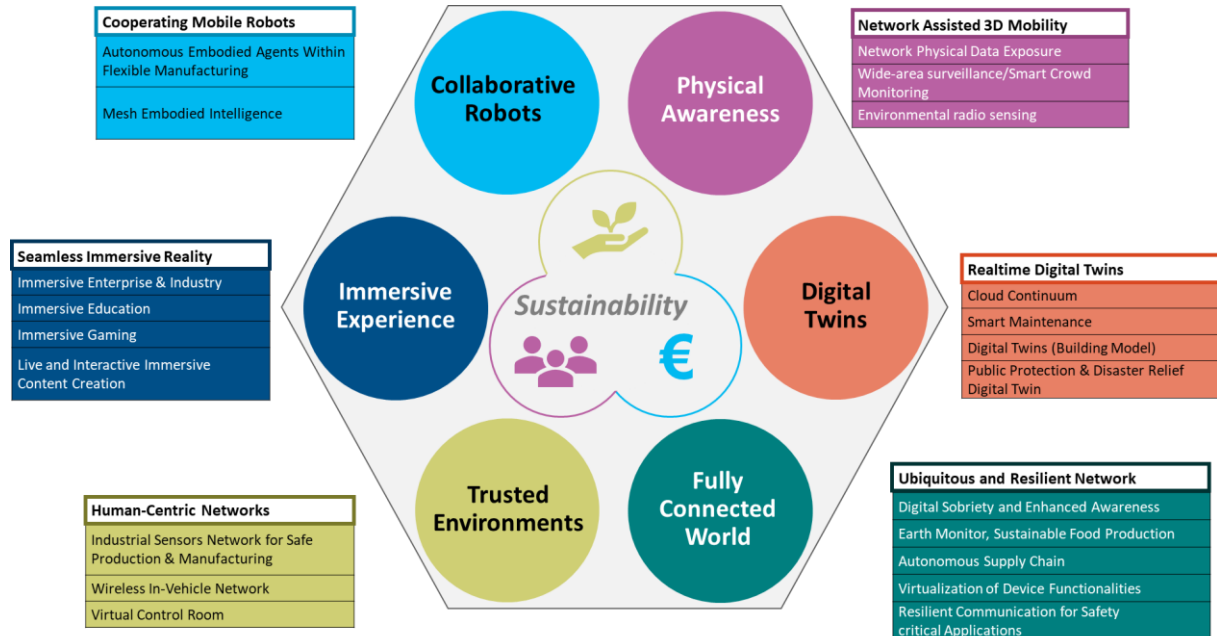 Cooperating Mobile Robots
Autonomous Embodied Agents Within
Flexible Manufacturing
Mesh Embodied Intelligence
Collaborative
Robots
Physical
Awareness
Network Assisted 3D Mobility
Network Physical Data Exposure
Wide-area surveillance/Smart Crowd
Monitoring
Environmental radio sensing
Seamless Immersive Reality
Immersive Enterprise & Industry
Immersive Education
Immersive Gaming
Live and Interactive Immersive
Content Creation
Immersive
Experience
Sustainability
€
Digital
Twins
Realtime Digital Twins
Cloud Continuum
Smart Maintenance
Digital Twins (Building Model)
Public Protection & Disaster Relief
Digital Twin
Human-Centric Networks
Industrial Sensors Network for Safe
Production & Manufacturing
Wireless In-Vehicle Network
Virtual Control Room
Trusted
Environments
Fully
Connected
World
Ubiquitous and Resilient Network
Digital Sobriety and Enhanced Awareness
Earth Monitor, Sustainable Food Production
Autonomous Supply Chain
Virtualization of Device Functionalities
Resilient Communication for Safety
critical Applications